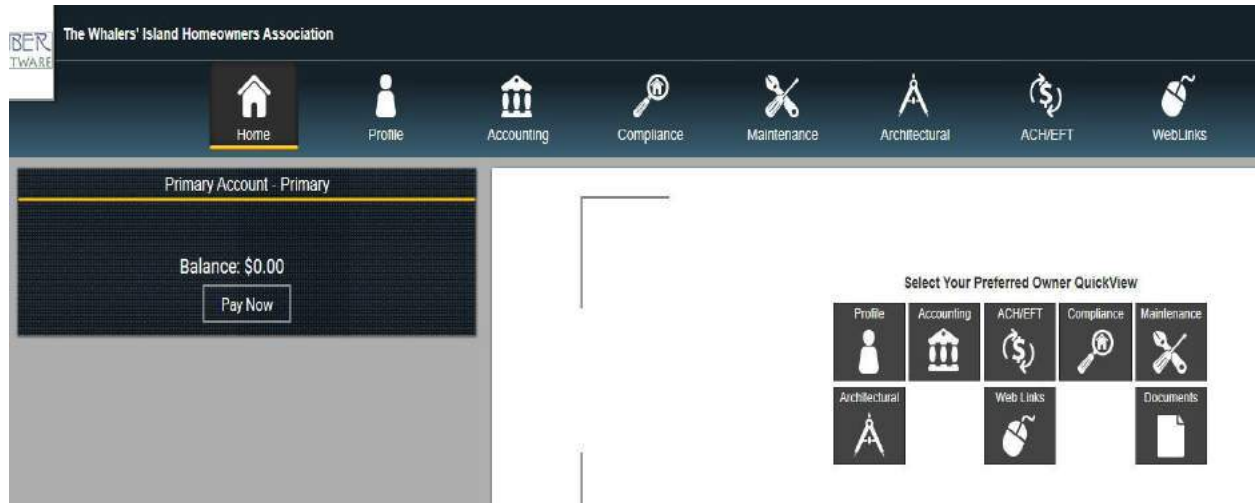 BER
TWARE
The Whalers' Island Homeowners Association
Home Profile Accounting Compliance Maintenance Architectural ACH/EFT WebLinks
Primary Account - Primary
Balance: $0.00
Pay Now
Select Your Preferred Owner QuickView
Profile Accounting ACH/EFT Compliance Maintenance
Architectural Web Links Documents